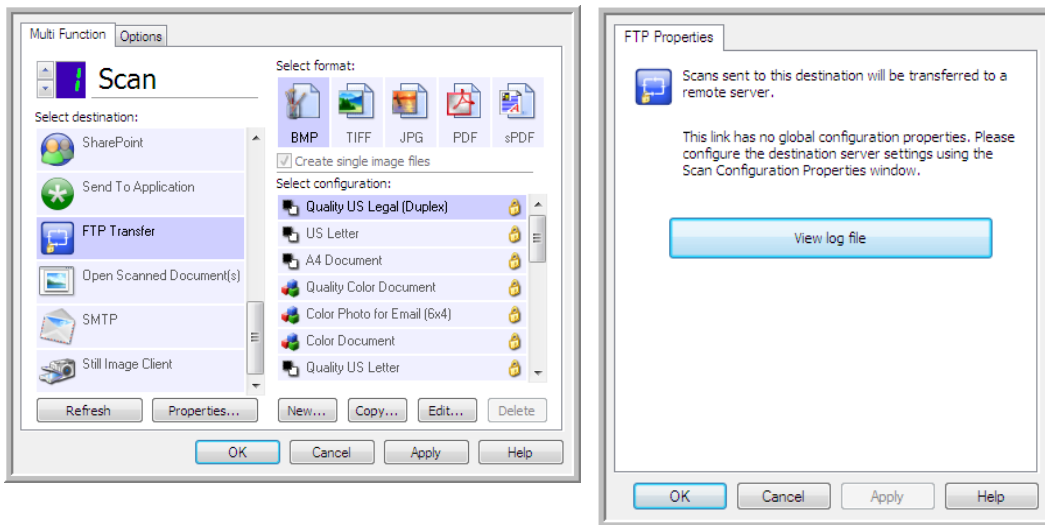 Multi Function
Options
1
Scan
Select destination:
SharePoint
Send To Application
FTP Transfer
Open Scanned Document(s)
SMTP
Still Image Client
Refresh
Properties...
Select format:
BMP
TIFF
JPG
PDF
sPDF
Create single image files
Select configuration:
Quality US Legal (Duplex)
US Letter
A4 Document
Quality Color Document
Color Photo for Email (6x4)
Color Document
Quality US Letter
New...
Copy...
Edit...
Delete
OK
Cancel
Apply
Help
FTP Properties
Scans sent to this destination will be transferred to a
remote server.
This link has no global configuration properties. Please
configure the destination server settings using the
Scan Configuration Properties window.
View log file
OK
Cancel
Apply
Help